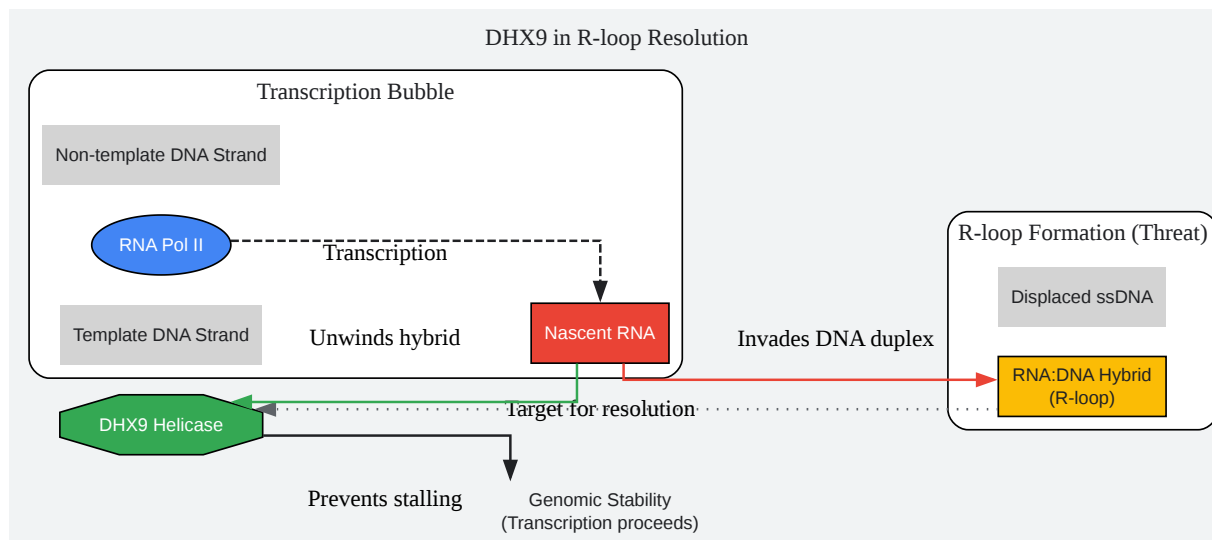 DHX9 in R-loop Resolution
Transcription Bubble
Non-template DNA Strand
RNA Pol II
Transcription
R-loop Formation (Threat)
Displaced ssDNA
Template DNA Strand
Unwinds hybrid
Nascent RNA
Invades DNA duplex
RNA:DNA Hybrid
(R-loop)
Target for resolution
DHX9 Helicase
Prevents stalling
Genomic Stability
(Transcription proceeds)